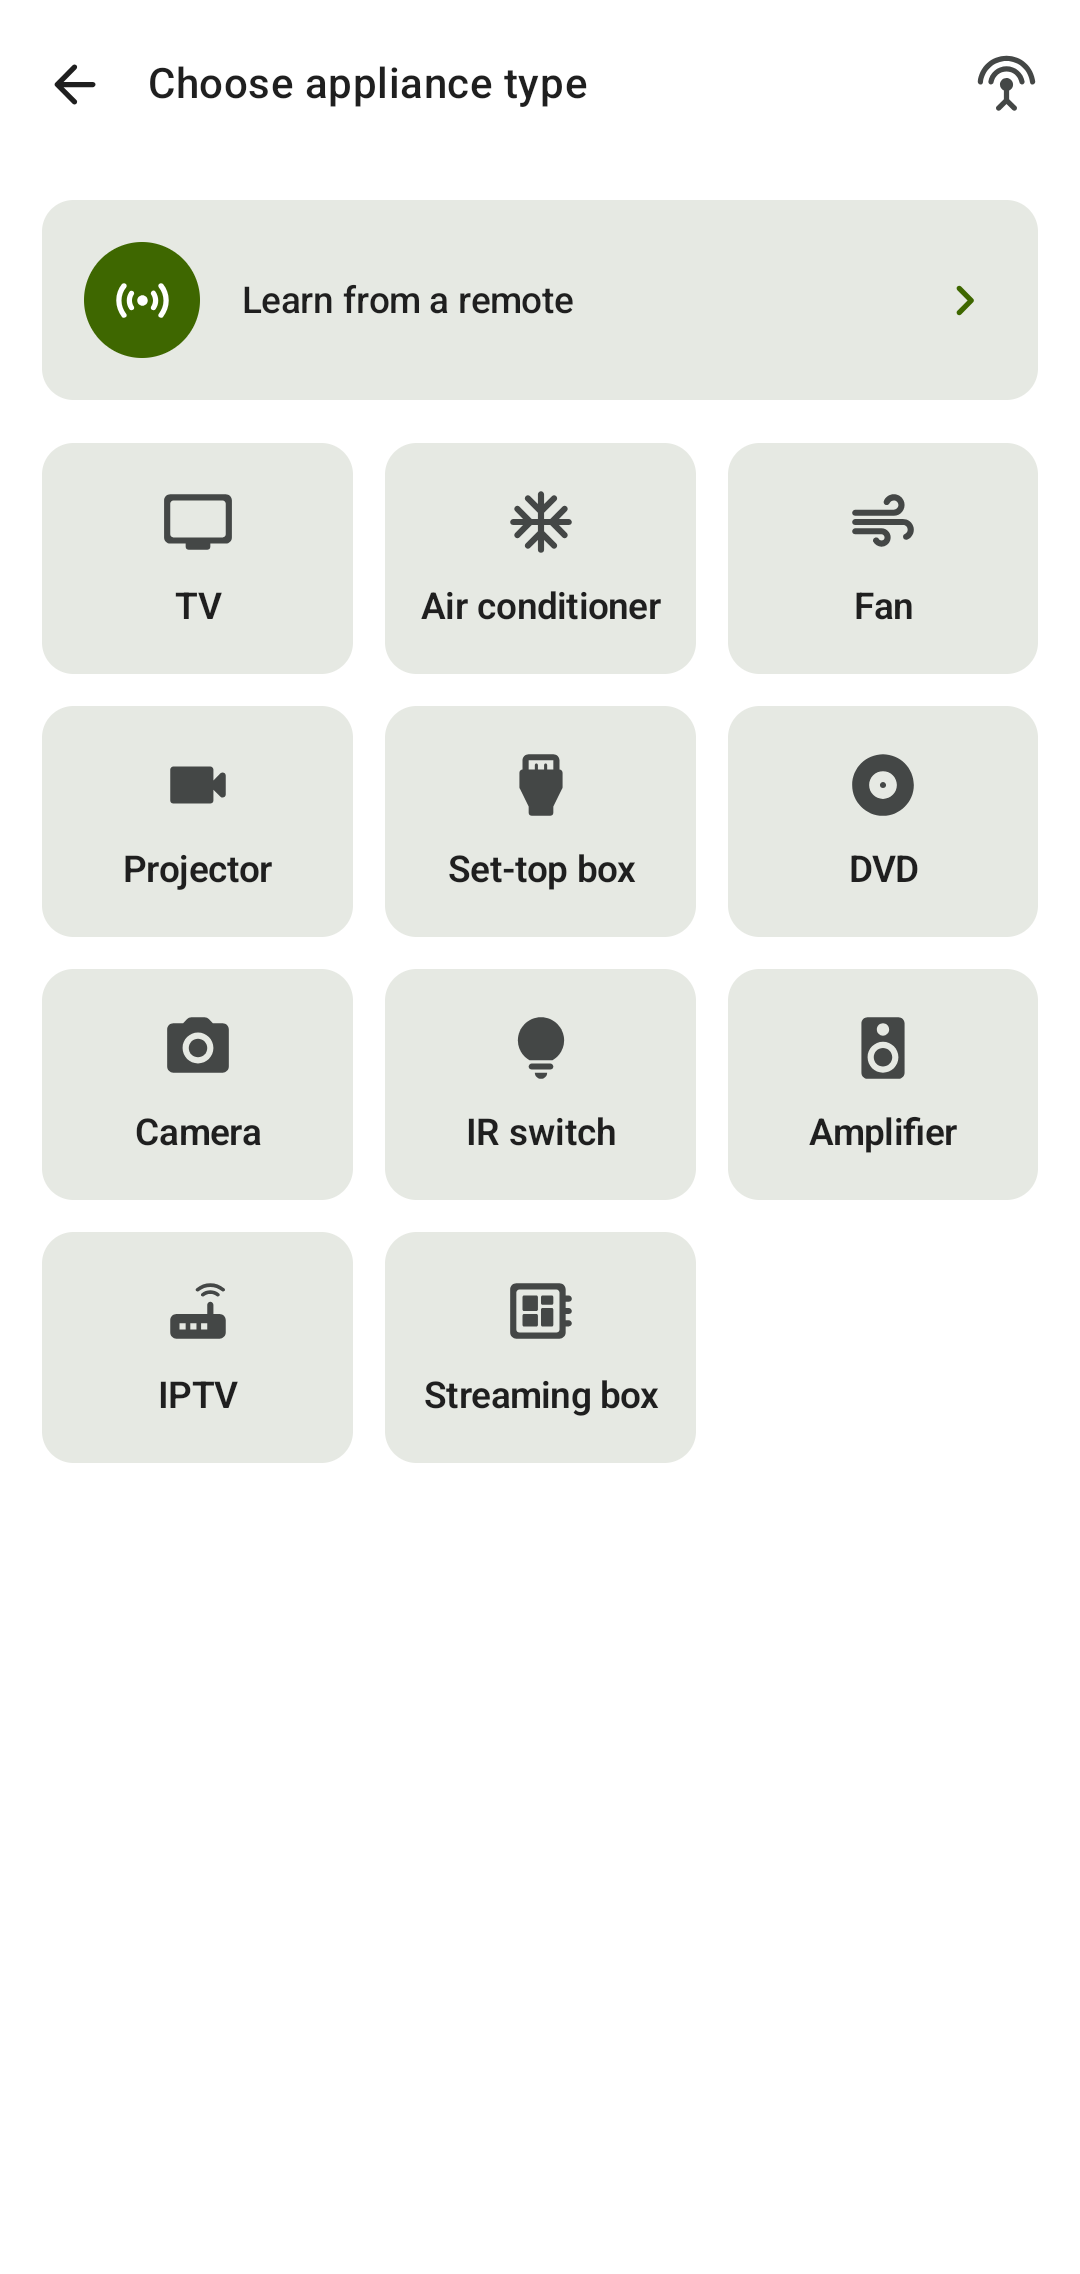 Choose appliance type
Learn from a remote
TV
Air conditioner
Fan
Projector
Set-top box
DVD
Camera
IR switch
Amplifier
IPTV
Streaming box